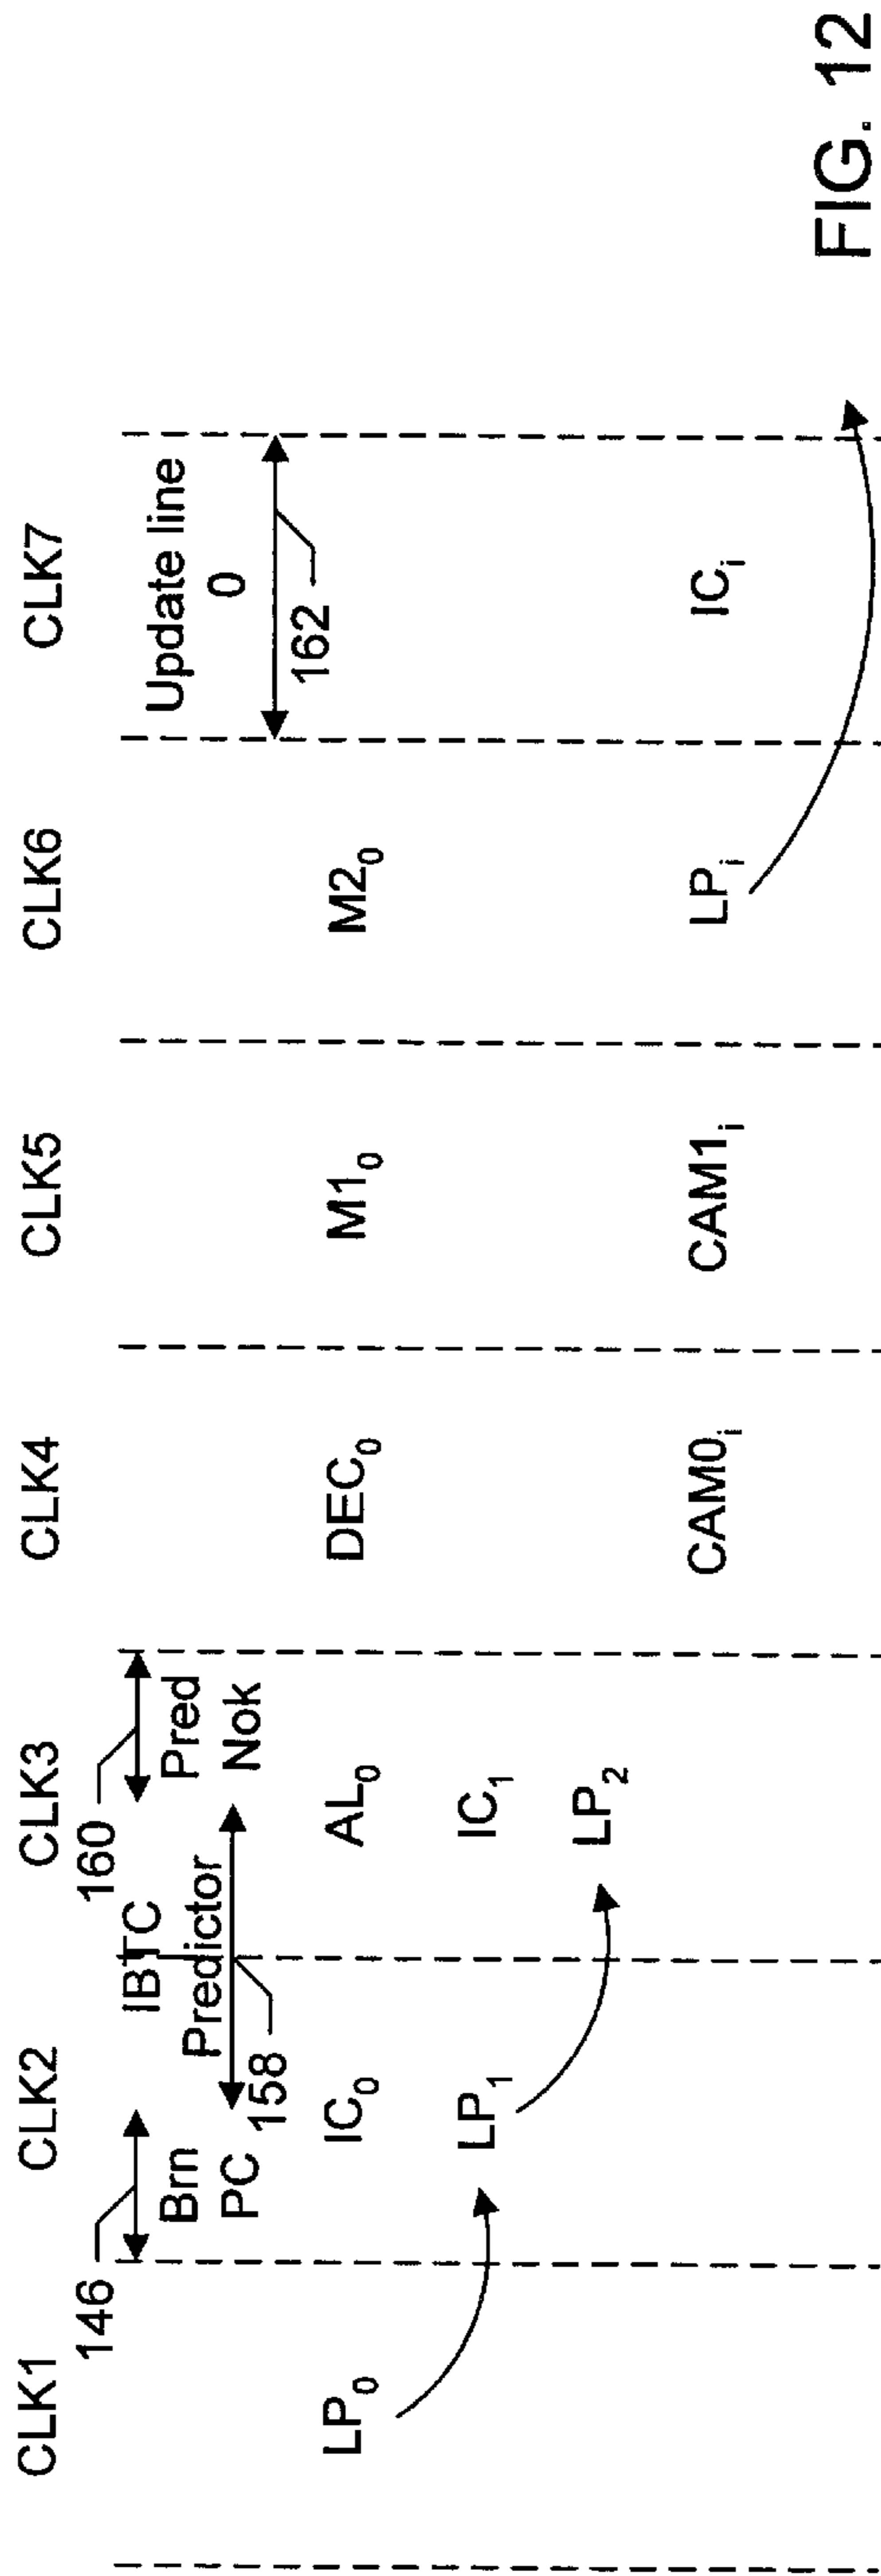 CLK1 CLK2 CLK3 CLK4 CLK5 CLK6 CLK7
146 160
Brn IBTC Pred Update line
PC Predictor Nok 0
158 162
LP0 IC0 AL0 DEC0 M10 M20
LP1 IC1
LP2
CAM0i CAM1i LPi ICi
FIG. 12